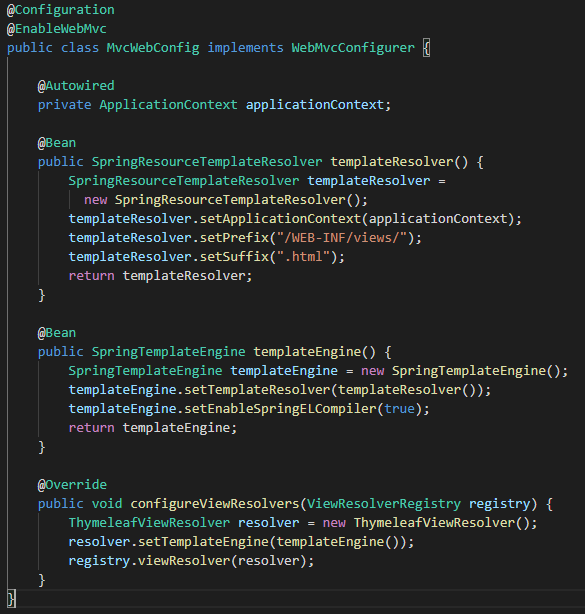 @Configuration
@EnableWebMvc
public class MvcWebConfig implements WebMvcConfigurer {
@Autowired
private ApplicationContext applicationContext;
@Bean
public SpringResourceTemplateResolver templateResolver() {
SpringResourceTemplateResolver templateResolver =
new SpringResourceTemplateResolver();
templateResolver.setApplicationContext(applicationContext);
templateResolver.setPrefix("/WEB-INF/views/");
templateResolver.setSuffix(".html");
return templateResolver;
}
@Bean
public SpringTemplateEngine templateEngine() {
SpringTemplateEngine templateEngine = new SpringTemplateEngine();
templateEngine.setTemplateResolver(templateResolver());
templateEngine.setEnableSpringELCompiler(true);
return templateEngine;
}
@Override
public void configureViewResolvers(ViewResolverRegistry registry) {
ThymeleafViewResolver resolver = new ThymeleafViewResolver();
resolver.setTemplateEngine(templateEngine());
registry.viewResolver(resolver);
}
}